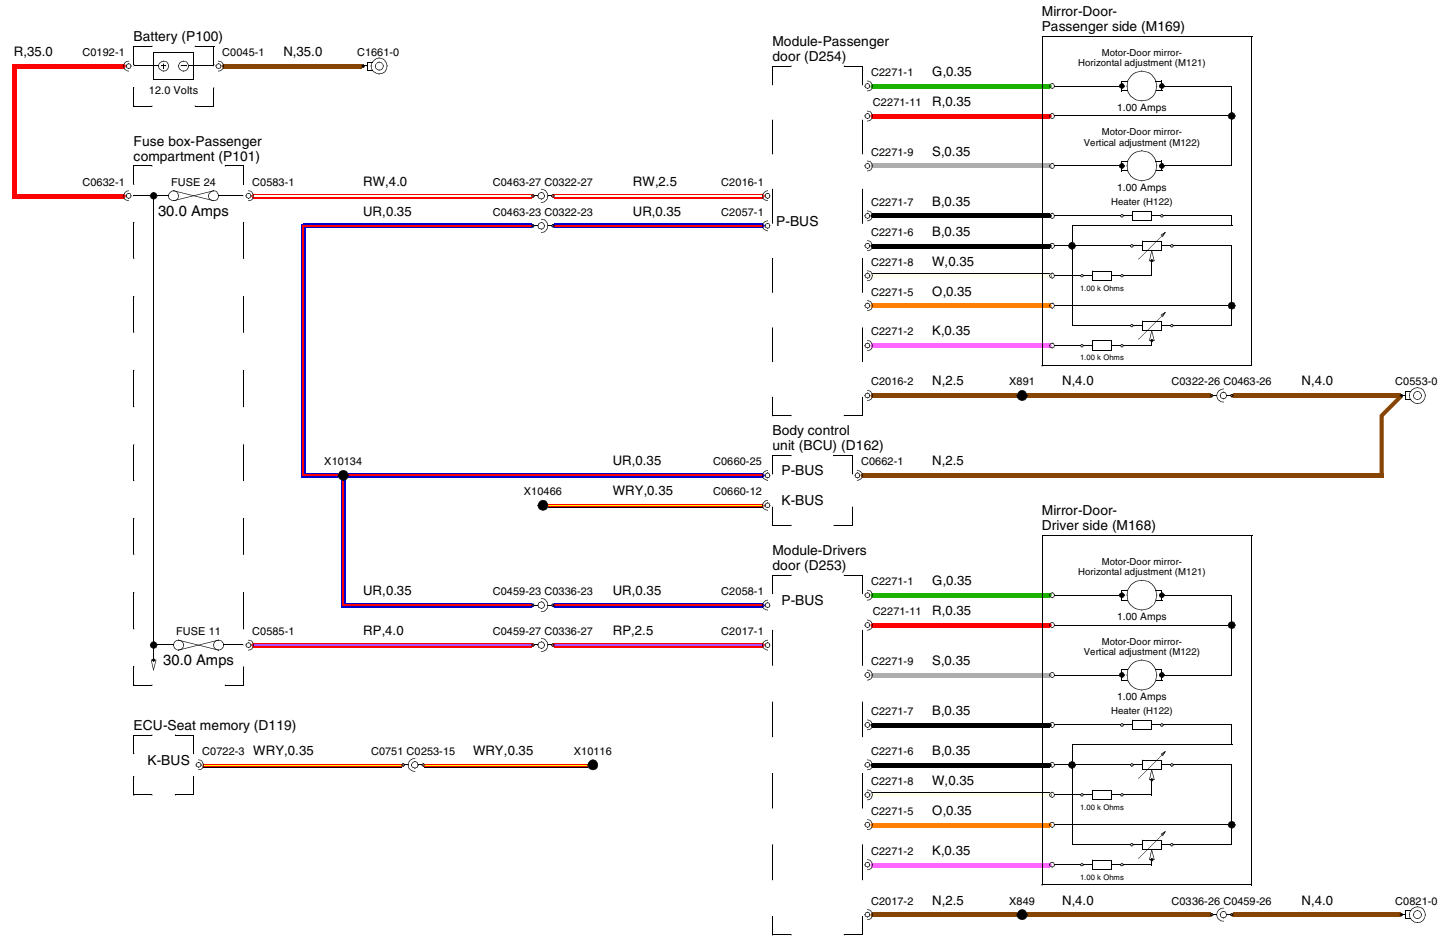 Battery (P100)
R,35.0
C0192-1
C0045-1
N,35.0
C1661-0
12.0 Volts
Fuse box-Passenger
compartment (P101)
C0632-1
FUSE 24
30.0 Amps
C0583-1
RW,4.0
C0463-27 C0322-27
RW,2.5
C2016-1
UR,0.35
C0463-23 C0322-23
UR,0.35
C2057-1
Module-Passenger
door (D254)
P-BUS
C2271-1
G,0.35
C2271-11
R,0.35
C2271-9
S,0.35
C2271-7
B,0.35
C2271-6
B,0.35
C2271-8
W,0.35
C2271-5
O,0.35
C2271-2
K,0.35
Mirror-Door-
Passenger side (M169)
Motor-Door mirror-
Horizontal adjustment (M121)
1.00 Amps
Motor-Door mirror-
Vertical adjustment (M122)
1.00 Amps
Heater (H122)
1.00 k Ohms
1.00 k Ohms
C2016-2
N,2.5
X891
N,4.0
C0322-26 C0463-26
N,4.0
C0553-0
Body control
unit (BCU) (D162)
X10134
UR,0.35
C0660-25
P-BUS
C0662-1
N,2.5
X10466
WRY,0.35
C0660-12
K-BUS
Module-Drivers
door (D253)
UR,0.35
C0459-23 C0336-23
UR,0.35
C2058-1
P-BUS
FUSE 11
30.0 Amps
C0585-1
RP,4.0
C0459-27 C0336-27
RP,2.5
C2017-1
C2271-1
G,0.35
C2271-11
R,0.35
C2271-9
S,0.35
C2271-7
B,0.35
C2271-6
B,0.35
C2271-8
W,0.35
C2271-5
O,0.35
C2271-2
K,0.35
Mirror-Door-
Driver side (M168)
Motor-Door mirror-
Horizontal adjustment (M121)
1.00 Amps
Motor-Door mirror-
Vertical adjustment (M122)
1.00 Amps
Heater (H122)
1.00 k Ohms
1.00 k Ohms
ECU-Seat memory (D119)
K-BUS
C0722-3
WRY,0.35
C0751 C0253-15
WRY,0.35
X10116
C2017-2
N,2.5
X849
N,4.0
C0336-26 C0459-26
N,4.0
C0821-0